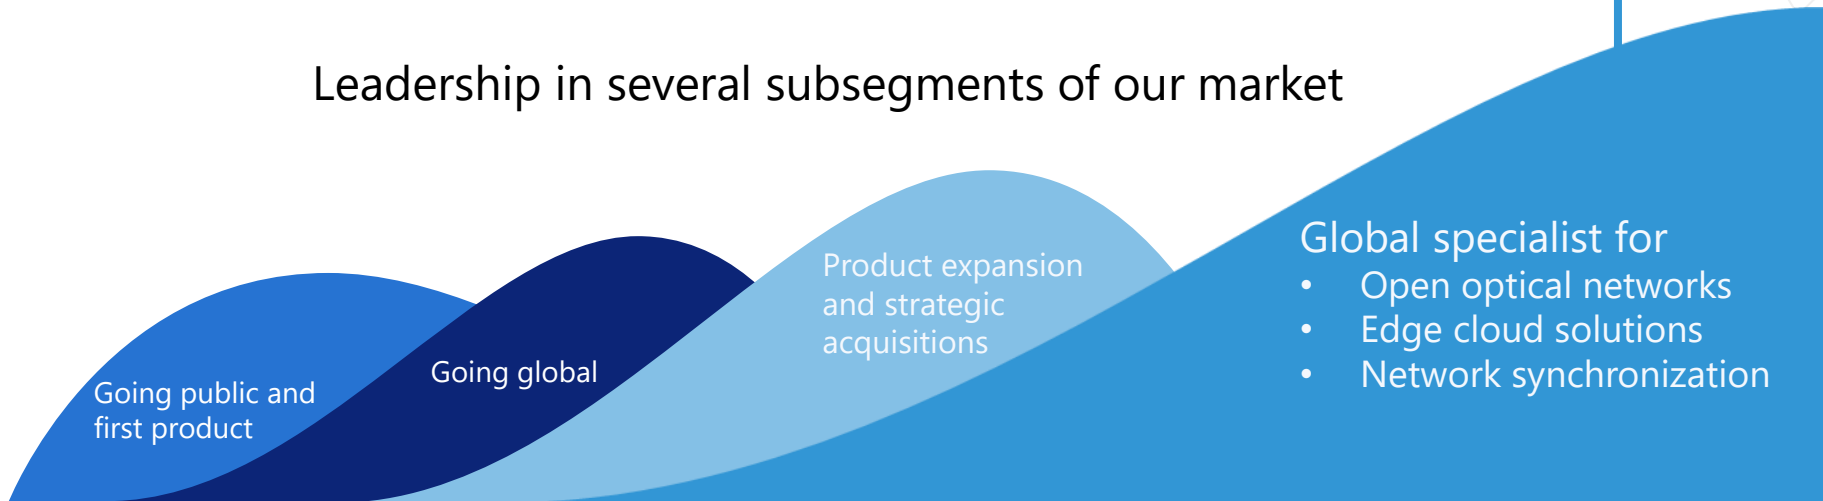 Leadership in several subsegments of our market
Going public and
first product
Going global
Product expansion
and strategic
acquisitions
Global specialist for
• Open optical networks
• Edge cloud solutions
• Network synchronization